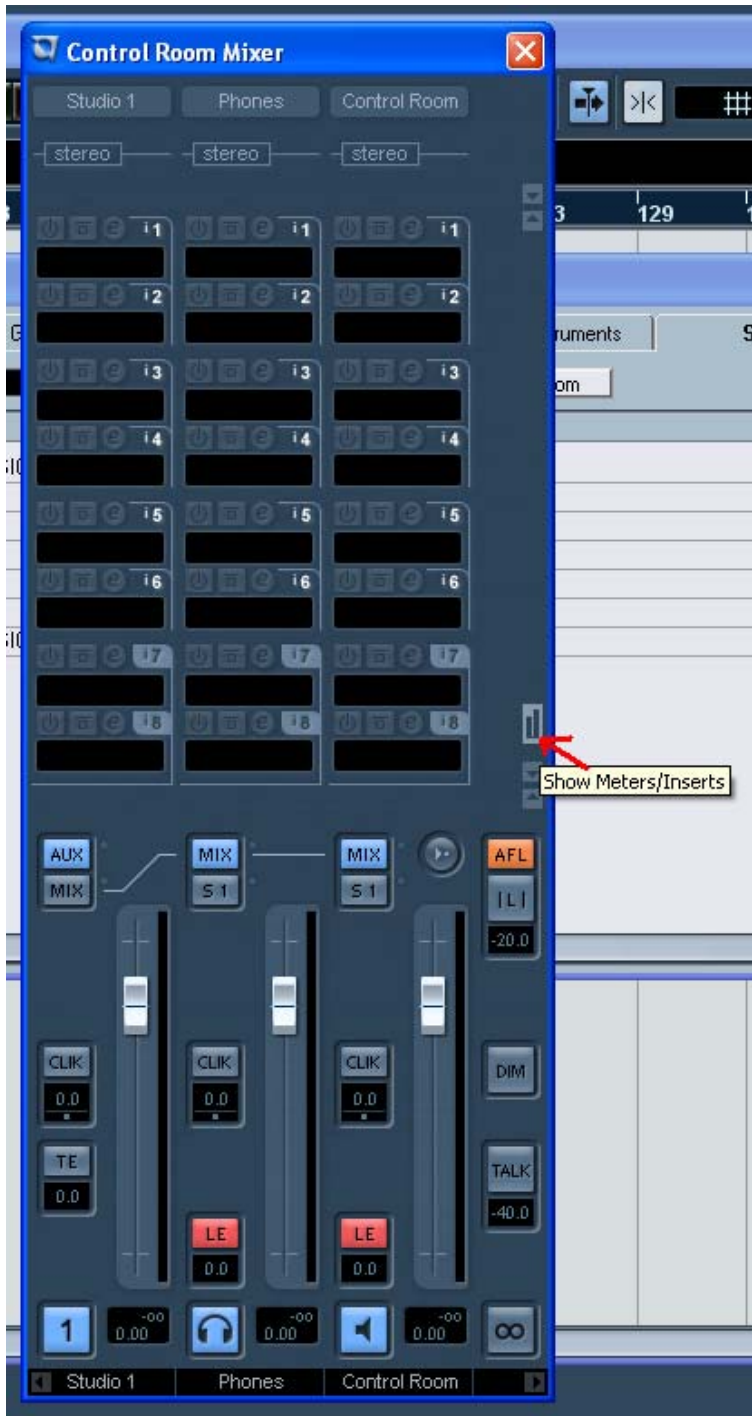 Control Room Mixer
Studio 1 Phones Control Room
stereo stereo stereo
3 129
i1 i1 i1
i2 i2 i2
ruments
i3 i3 i3
om
i4 i4 i4
i5 i5 i5
i6 i6 i6
i7 i7 i7
i8 i8 i8
Show Meters/Inserts
AUX MIX MIX AFL
MIX S 1 S 1 |L|
-20.0
CLIK CLIK CLIK DIM
0.0 0.0 0.0
TE TALK
0.0 -40.0
LE LE
0.0 0.0
-oo -oo -oo
1 0.00 0.00 0.00 ∞
Studio 1 Phones Control Room